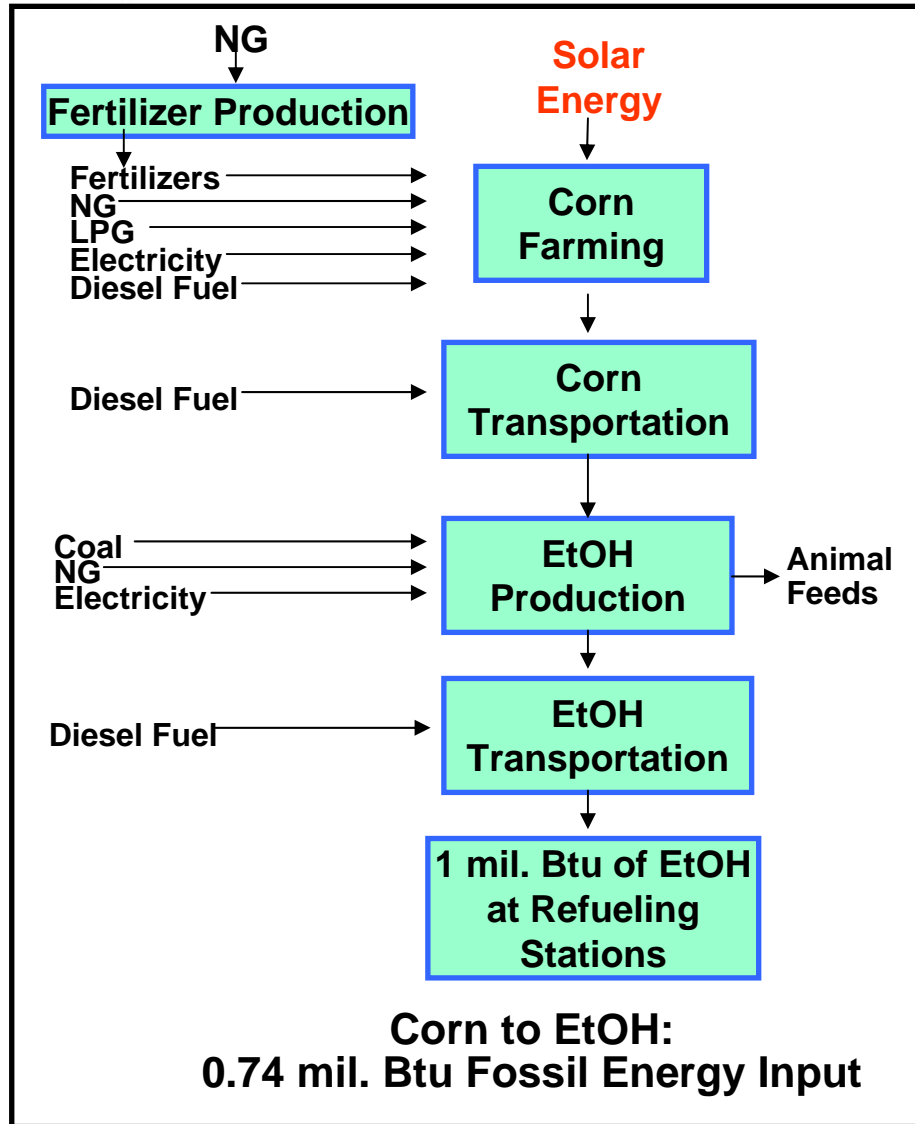 NG
Fertilizer Production
Solar
Energy
Fertilizers
NG
LPG
Electricity
Diesel Fuel
Corn
Farming
Diesel Fuel
Corn
Transportation
Coal
NG
Electricity
EtOH
Production
Animal
Feeds
Diesel Fuel
EtOH
Transportation
1 mil. Btu of EtOH
at Refueling
Stations
Corn to EtOH:
0.74 mil. Btu Fossil Energy Input